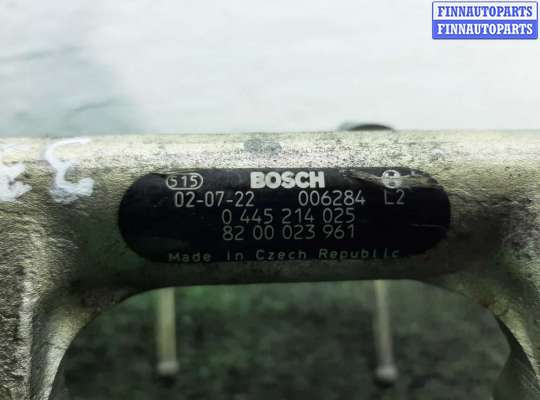 FINNAUTOPARTS
FINNAUTOPARTS
S15 BOSCH
02-07-22 006284 L2
0 445 214 025
82 00 023 961
Made in Czech Republic